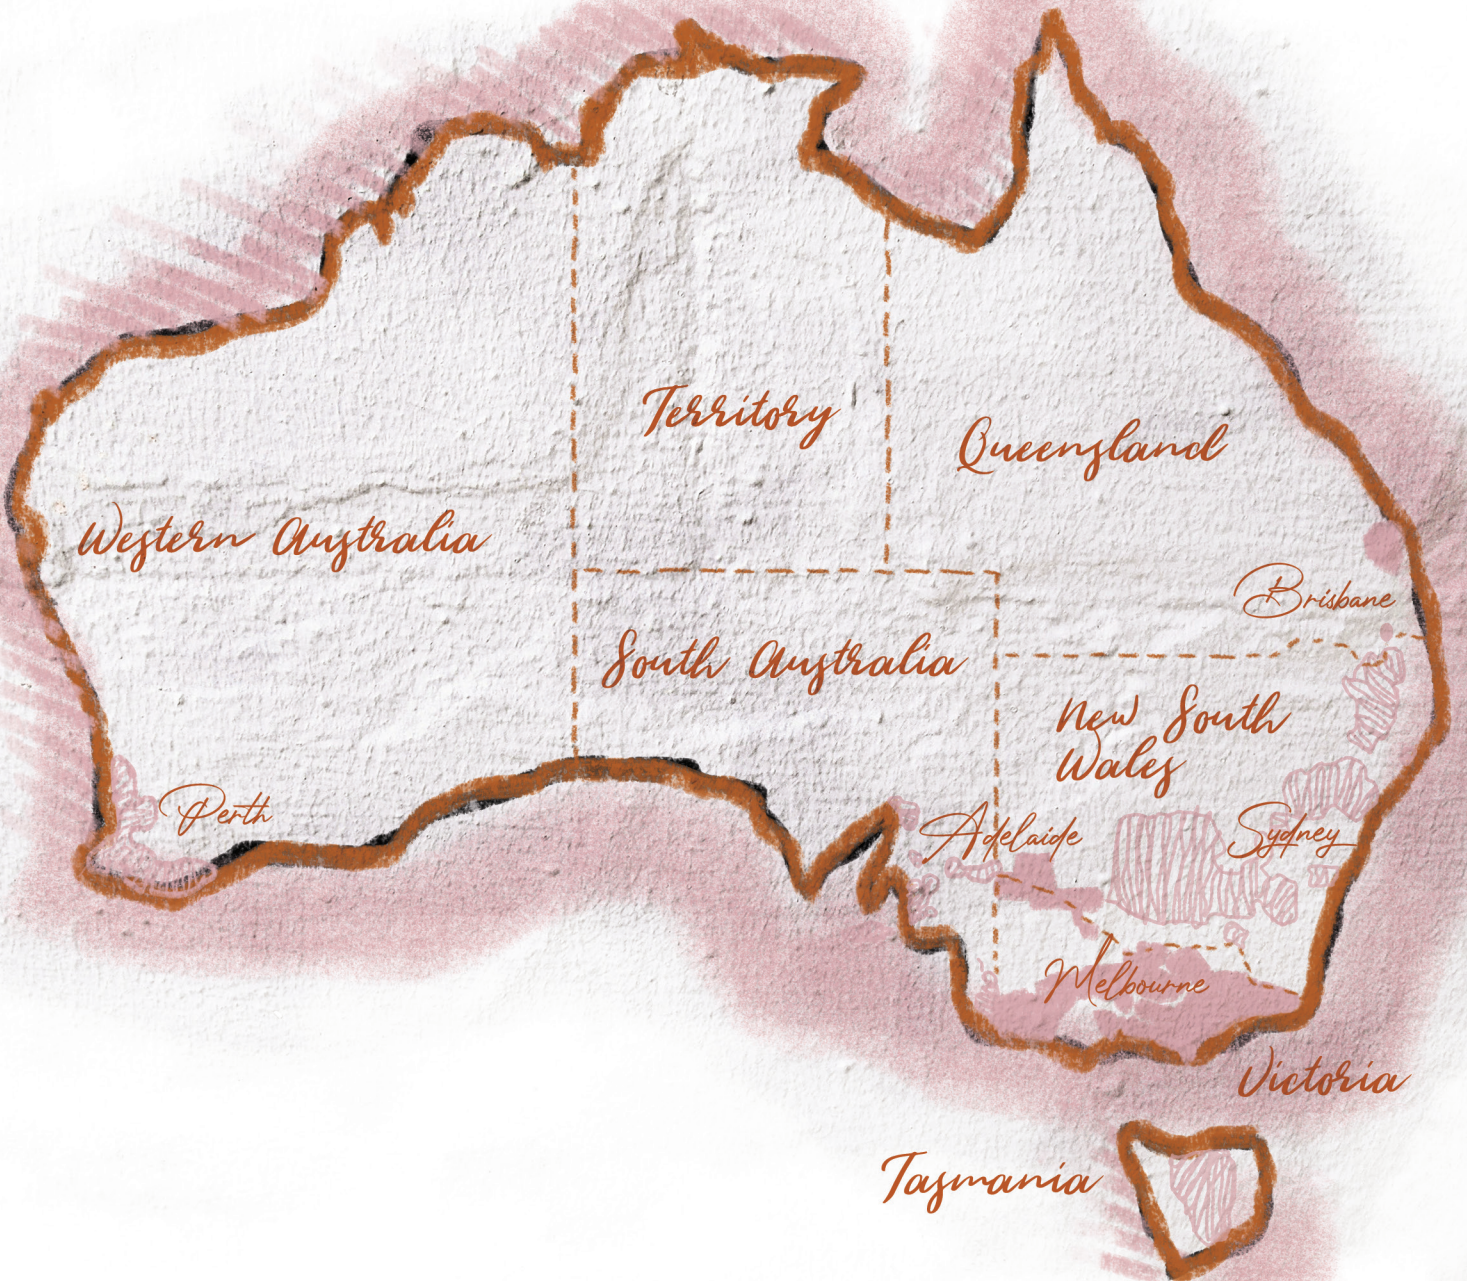 Territory
Queensland
Western Australia
Brisbane
South Australia
New South
Wales
Perth
Adelaide
Sydney
Melbourne
Victoria
Tasmania